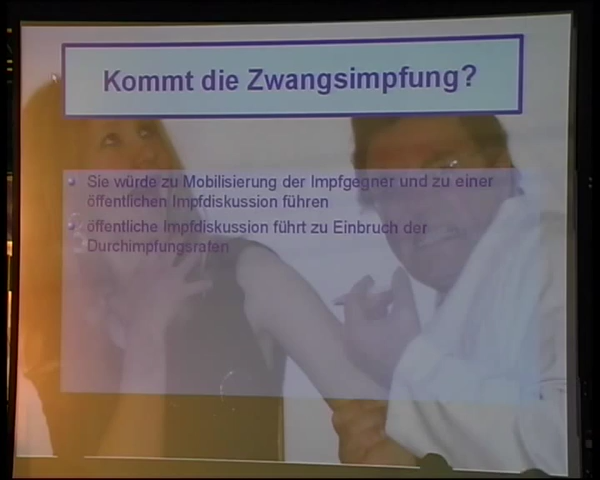 Kommt die Zwangsimpfung?
Sie würde zu Mobilisierung der Impfgegner und zu einer
öffentlichen Impfdiskussion führen
öffentliche Impfdiskussion führt zu Einbruch der
Durchimpfungsraten